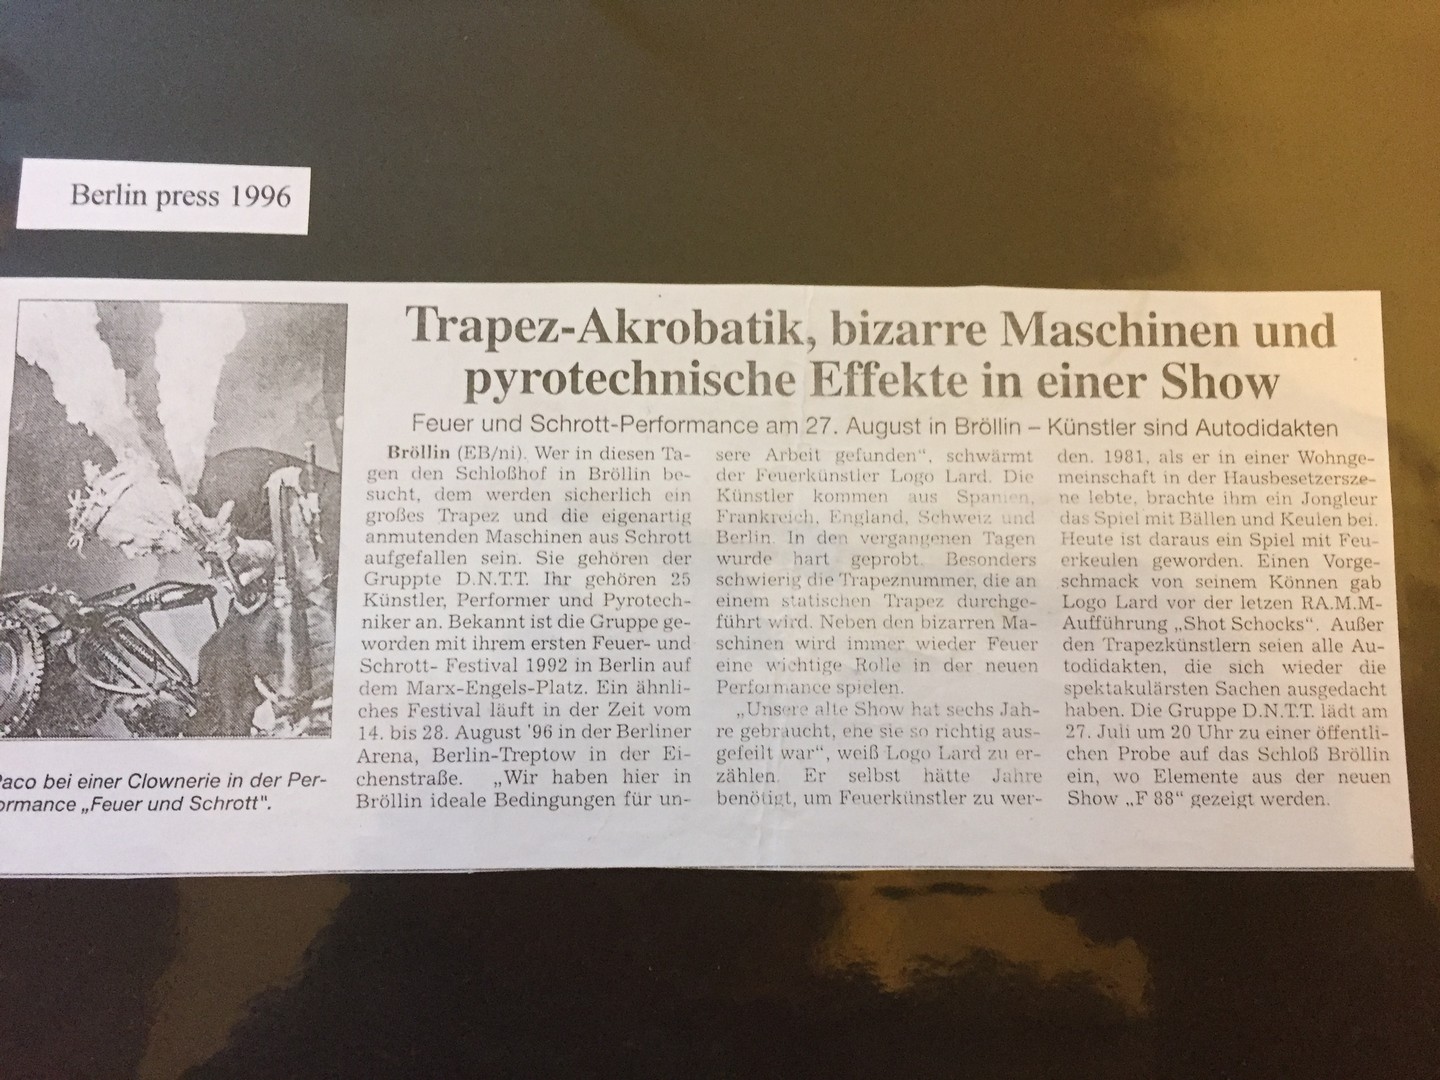 Berlin press 1996
Trapez-Akrobatik, bizarre Maschinen und
pyrotechnische Effekte in einer Show
Feuer und Schrott-Performance am 27. August in Bröllin – Künstler sind Autodidakten
Bröllin (EB/ni). Wer in diesen Ta-
gen den Schloßhof in Bröllin be-
sucht, dem werden sicherlich ein
großes Trapez und die eigenartig
anmutenden Maschinen aus Schrott
aufgefallen sein. Sie gehören der
Gruppte D.N.T.T. Ihr gehören 25
Künstler, Performer und Pyrotech-
niker an. Bekannt ist die Gruppe ge-
worden mit ihrem ersten Feuer- und
Schrott- Festival 1992 in Berlin auf
dem Marx-Engels-Platz. Ein ähnli-
ches Festival läuft in der Zeit vom
14. bis 28. August '96 in der Berliner
Arena, Berlin-Treptow in der Ei-
chenstraße. „Wir haben hier in
Bröllin ideale Bedingungen für un-
sere Arbeit gefunden“, schwärmt
der Feuerkünstler Logo Lard. Die
Künstler kommen aus Spanien,
Frankreich, England, Schweiz und
Berlin. In den vergangenen Tagen
wurde hart geprobt. Besonders
schwierig die Trapeznummer, die an
einem statischen Trapez durchge-
führt wird. Neben den bizarren Ma-
schinen wird immer wieder Feuer
eine wichtige Rolle in der neuen
Performance spielen.
„Unsere alte Show hat sechs Jah-
re gebraucht, ehe sie so richtig aus-
gefeilt war“, weiß Logo Lard zu er-
zählen. Er selbst hätte Jahre
benötigt, um Feuerkünstler zu wer-
den. 1981, als er in einer Wohnge-
meinschaft in der Hausbesetzersze-
ne lebte, brachte ihm ein Jongleur
das Spiel mit Bällen und Keulen bei.
Heute ist daraus ein Spiel mit Feu-
erkeulen geworden. Einen Vorge-
schmack von seinem Können gab
Logo Lard vor der letzen RA.M.M-
Aufführung „Shot Schocks“. Außer
den Trapezkünstlern seien alle Au-
todidakten, die sich wieder die
spektakulärsten Sachen ausgedacht
haben. Die Gruppe D.N.T.T. lädt am
27. Juli um 20 Uhr zu einer öffentli-
chen Probe auf das Schloß Bröllin
ein, wo Elemente aus der neuen
Show „F 88“ gezeigt werden.
Paco bei einer Clownerie in der Per-
formance „Feuer und Schrott".